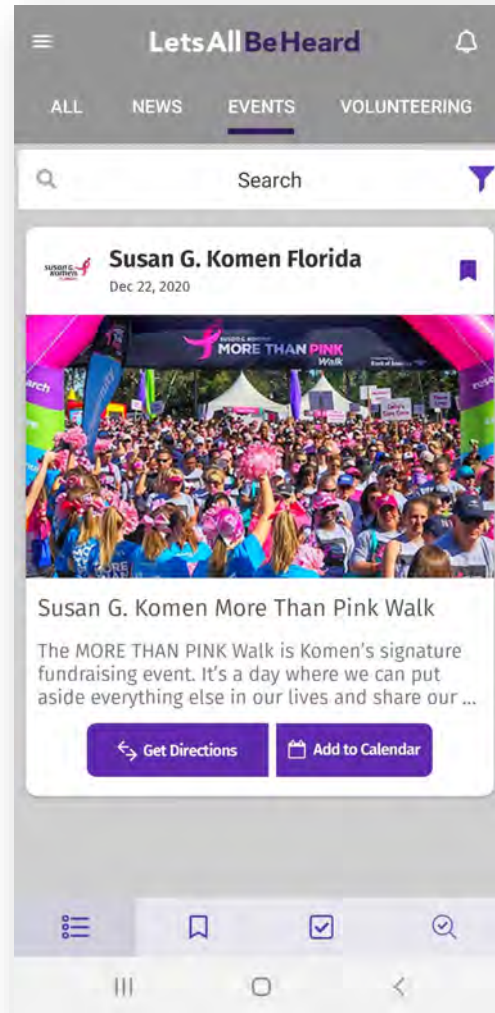 LetsAllBeHeard
ALL NEWS EVENTS VOLUNTEERING
Search
susan g.
komen
Susan G. Komen Florida
Dec 22, 2020
MORE THAN PINK
Walk
Susan G. Komen More Than Pink Walk
The MORE THAN PINK Walk is Komen’s signature
fundraising event. It’s a day where we can put
aside everything else in our lives and share our ...
Get Directions Add to Calendar